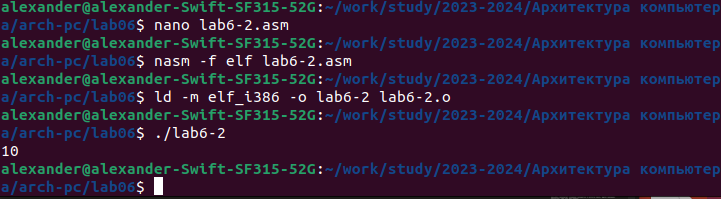 alexander@alexander-Swift-SF315-52G:~/work/study/2023-2024/Архитектура компьютер
а/arch-pc/lab06$ nano lab6-2.asm
alexander@alexander-Swift-SF315-52G:~/work/study/2023-2024/Архитектура компьютер
а/arch-pc/lab06$ nasm -f elf lab6-2.asm
alexander@alexander-Swift-SF315-52G:~/work/study/2023-2024/Архитектура компьютер
а/arch-pc/lab06$ ld -m elf_i386 -o lab6-2 lab6-2.o
alexander@alexander-Swift-SF315-52G:~/work/study/2023-2024/Архитектура компьютер
а/arch-pc/lab06$ ./lab6-2
10
alexander@alexander-Swift-SF315-52G:~/work/study/2023-2024/Архитектура компьютер
а/arch-pc/lab06$